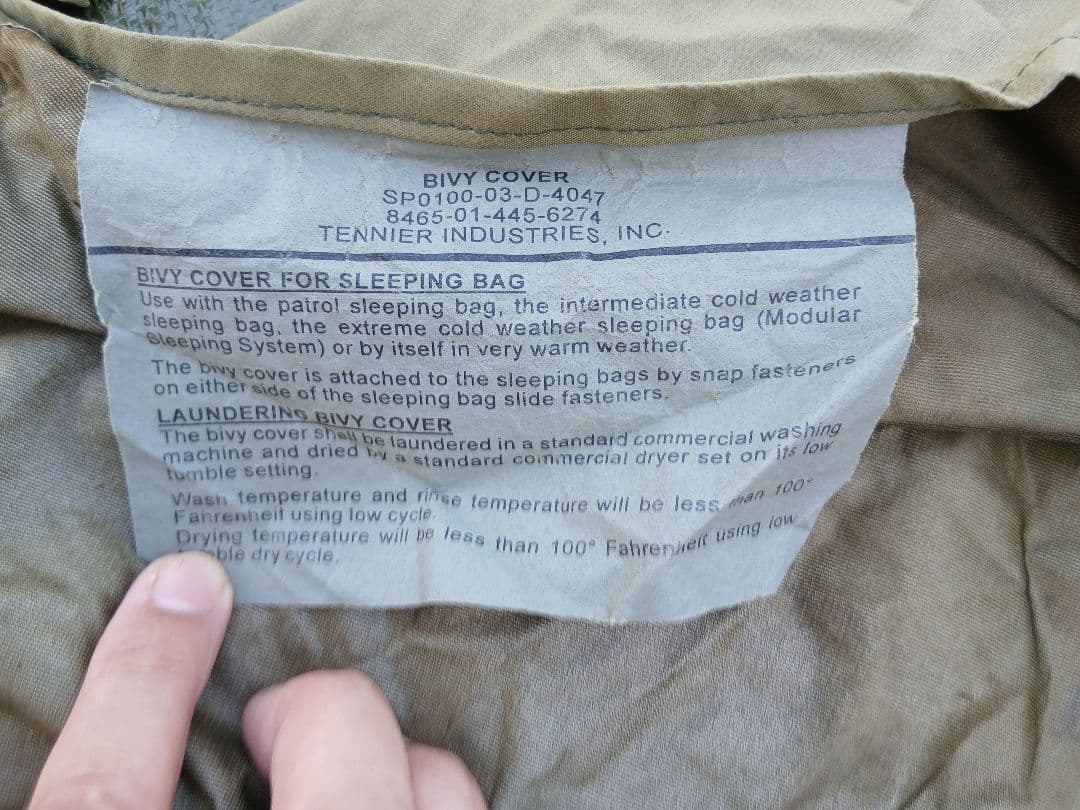 BIVY COVER
SP0100-03-D-4047
8465-01-445-6274
TENNIER INDUSTRIES, INC.
BIVY COVER FOR SLEEPING BAG
Use with the patrol sleeping bag, the intermediate cold weather
sleeping bag, the extreme cold weather sleeping bag (Modular
Sleeping System) or by itself in very warm weather.
The bivy cover is attached to the sleeping bags by snap fasteners
on either side of the sleeping bag slide fasteners.
LAUNDERING BIVY COVER
The bivy cover shall be laundered in a standard commercial washing
machine and dried by a standard commercial dryer set on its low
tumble setting.
Wash temperature and rinse temperature will be less than 100°
Fahrenheit using low cycle.
Drying temperature will be less than 100° Fahrenheit using low
tumble dry cycle.